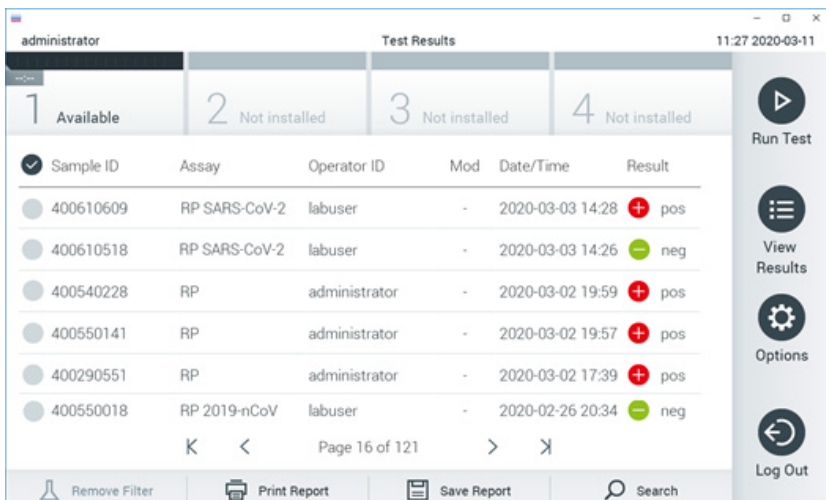 administrator Test Results 11:27 2020-03-11
--:--
1 Available 2 Not installed 3 Not installed 4 Not installed
Run Test
Sample ID Assay Operator ID Mod Date/Time Result
400610609 RP SARS-CoV-2 labuser - 2020-03-03 14:28 pos
400610518 RP SARS-CoV-2 labuser - 2020-03-03 14:26 neg
View
Results
400540228 RP administrator - 2020-03-02 19:59 pos
400550141 RP administrator - 2020-03-02 19:57 pos
Options
400290551 RP administrator - 2020-03-02 17:39 pos
400550018 RP 2019-nCoV labuser - 2020-02-26 20:34 neg
Page 16 of 121
Log Out
Remove Filter Print Report Save Report Search